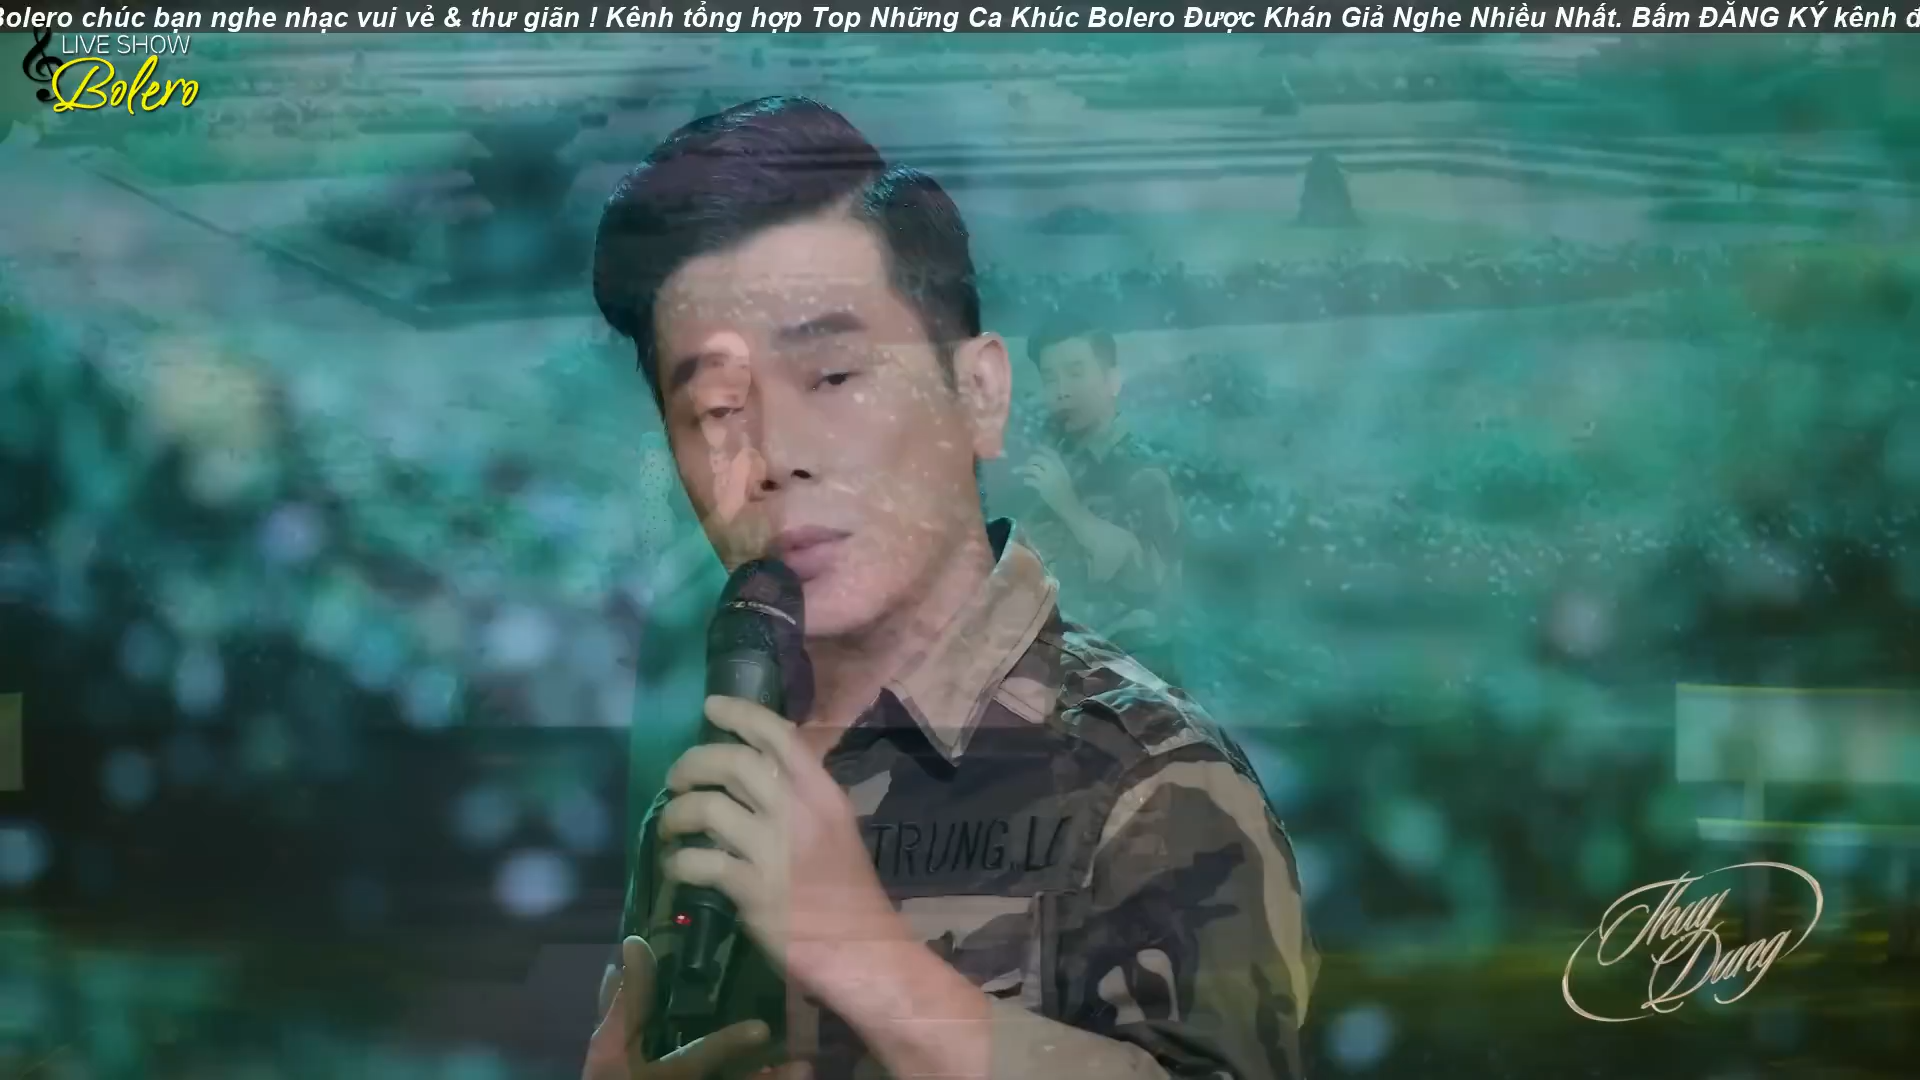 Bolero chúc bạn nghe nhạc vui vẻ & thư giãn ! Kênh tổng hợp Top Những Ca Khúc Bolero Được Khán Giả Nghe Nhiều Nhất. Bấm ĐĂNG KÝ kênh đ
LIVE SHOW
Bolero
TRUNG
Thuy
Dung